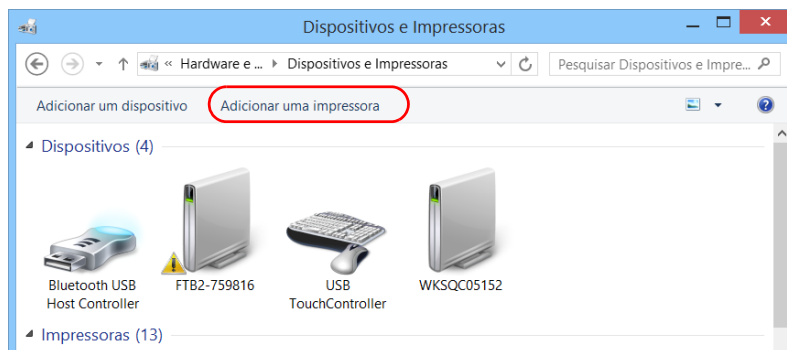 Dispositivos e Impressoras
« Hardware e ... Dispositivos e Impressoras
Pesquisar Dispositivos e Impre...
Adicionar um dispositivo Adicionar uma impressora
Dispositivos (4)
Bluetooth USB Host Controller
FTB2-759816
USB TouchController
WKSQC05152
Impressoras (13)